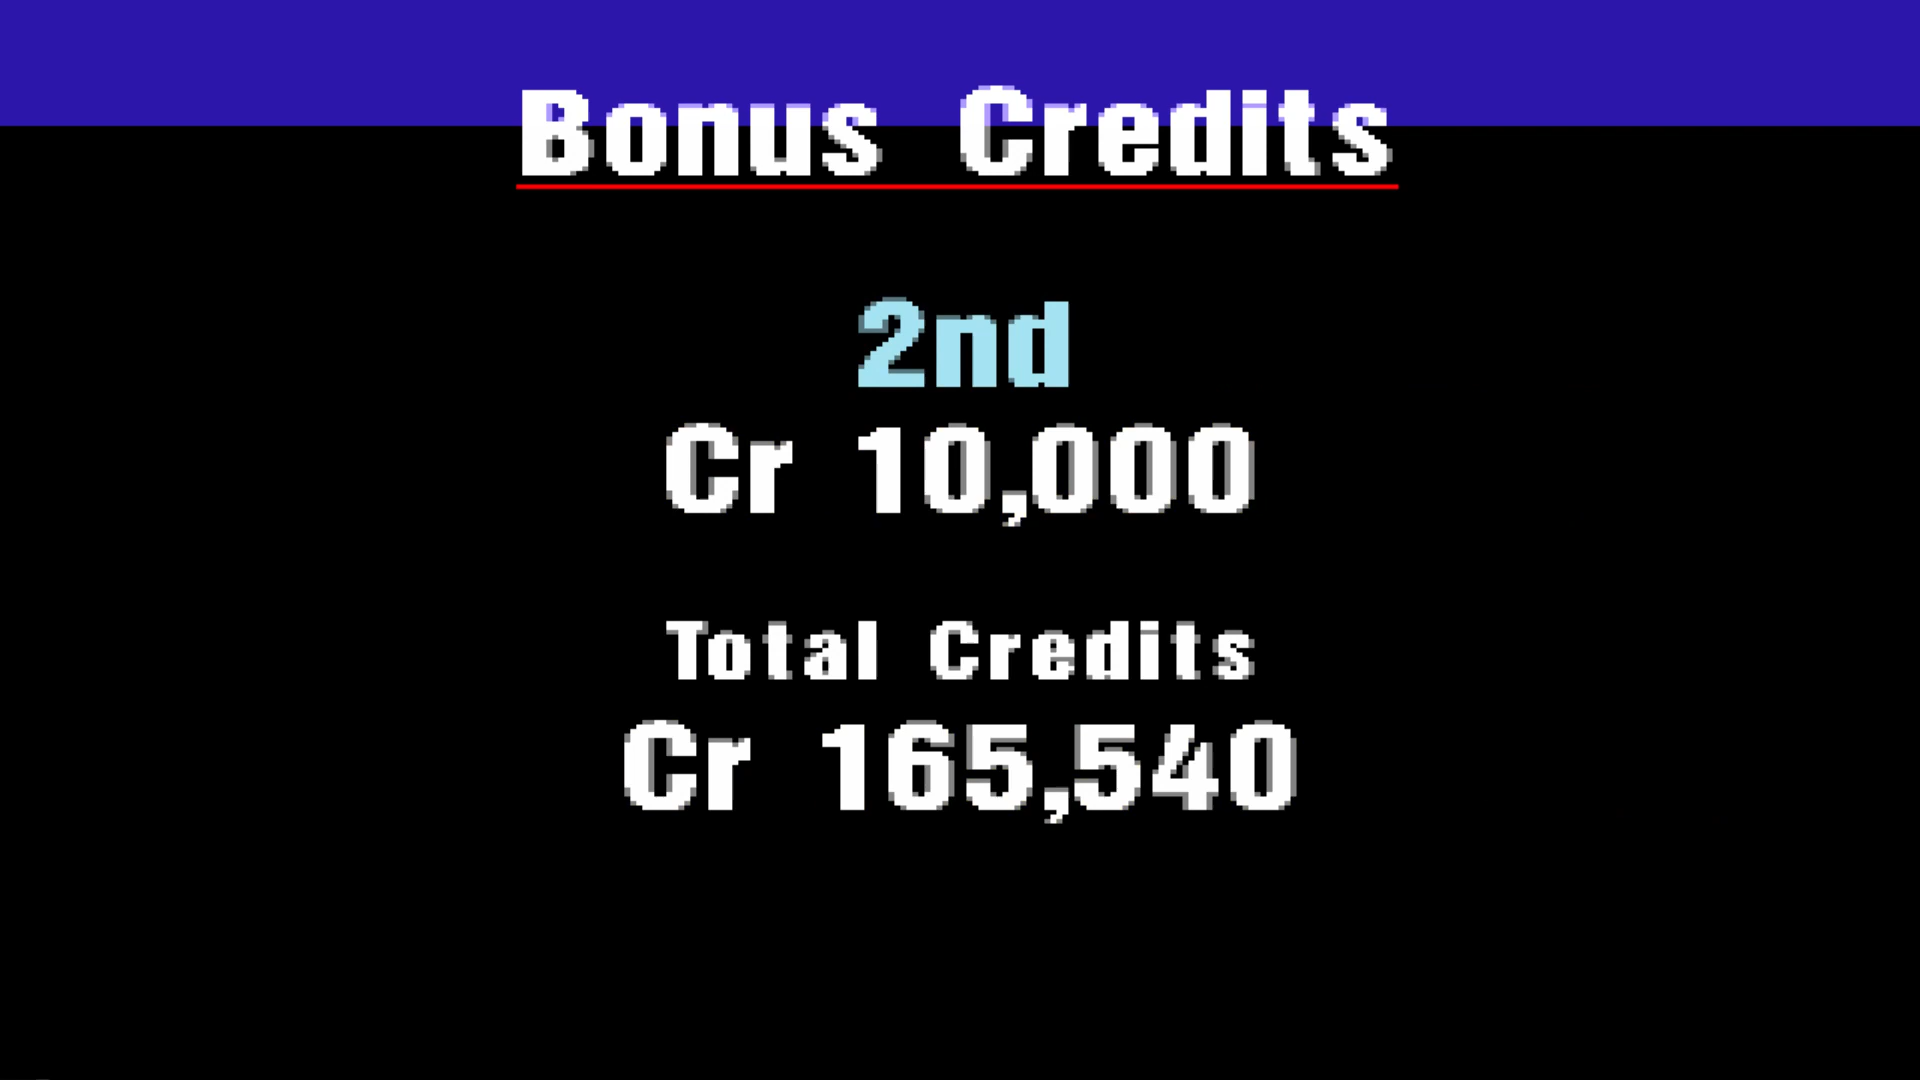 Bonus Credits
2nd
Cr 10,000
Total Credits
Cr 165,540